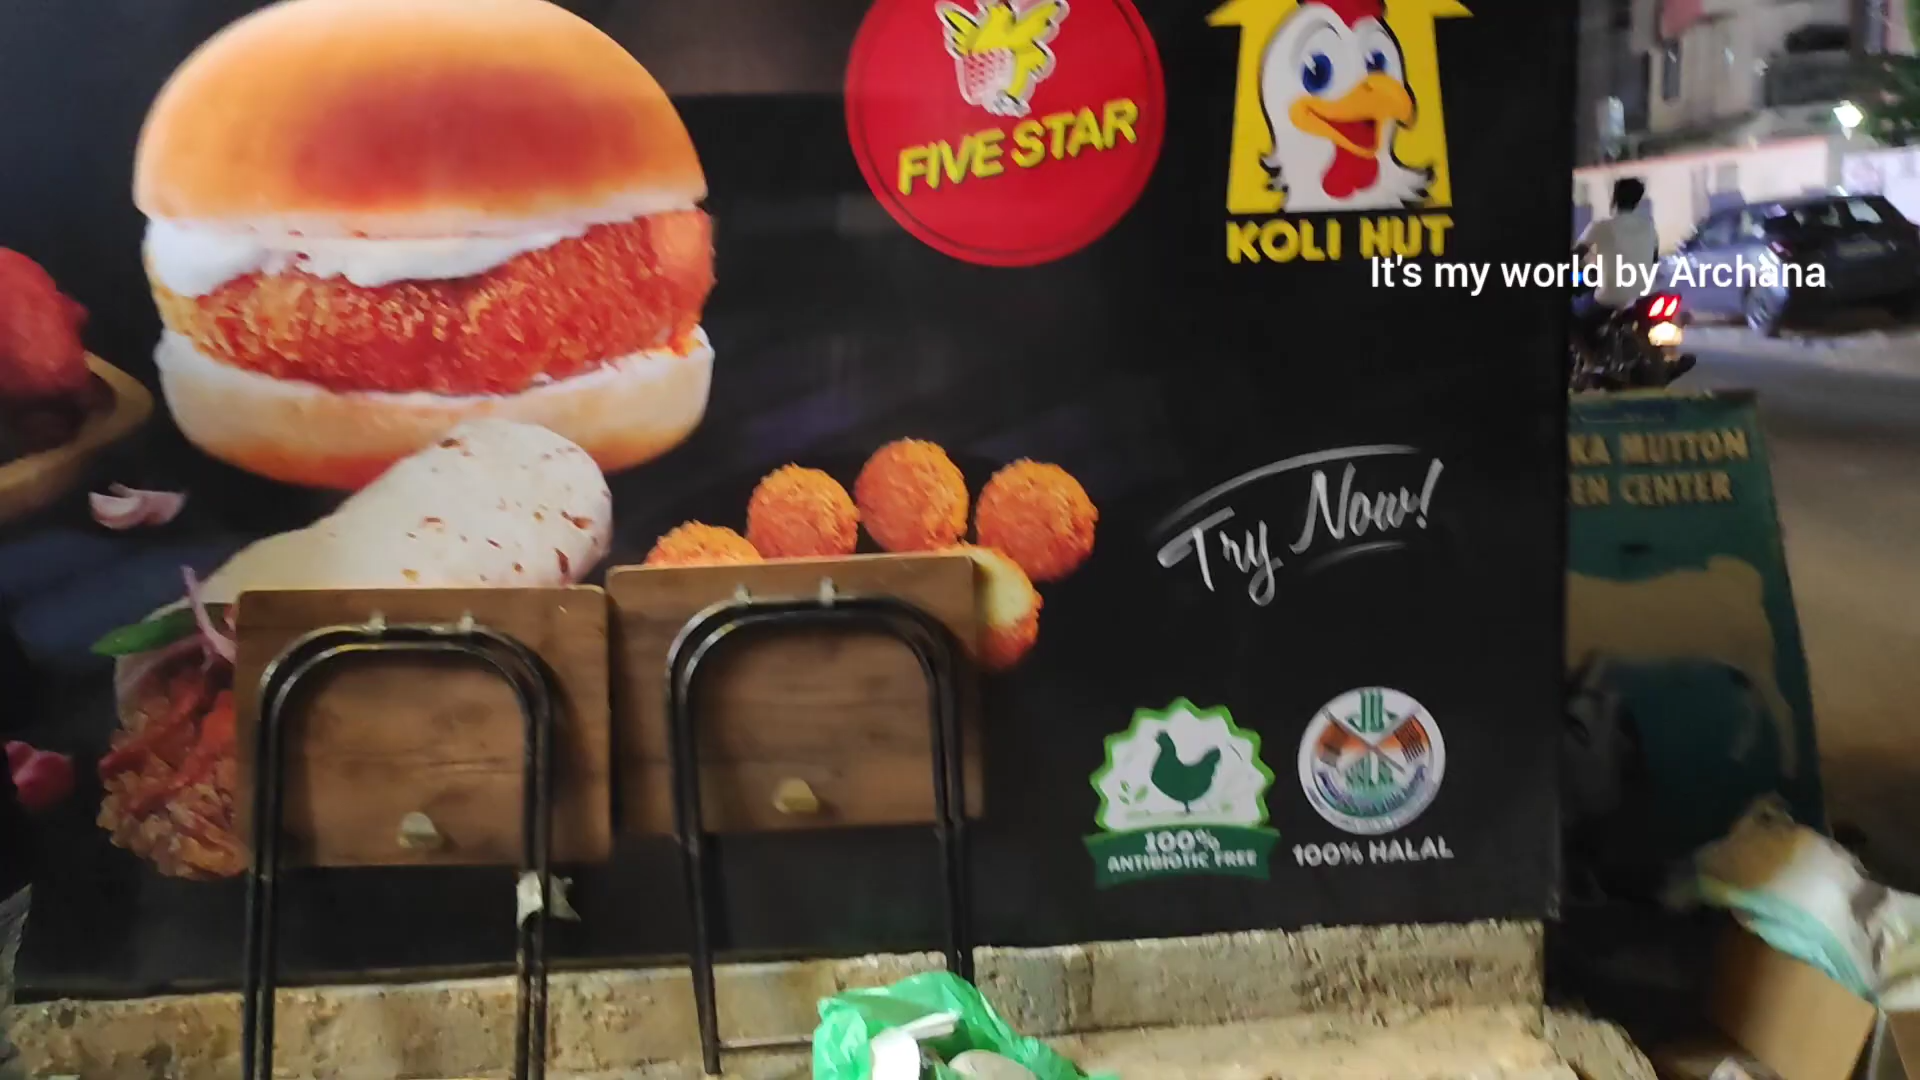 FIVE STAR
KOLI HUT
It's my world by Archana
KA MUTTON
EN CENTER
Try Now!
100%
ANTIBIOTIC FREE
100% HALAL